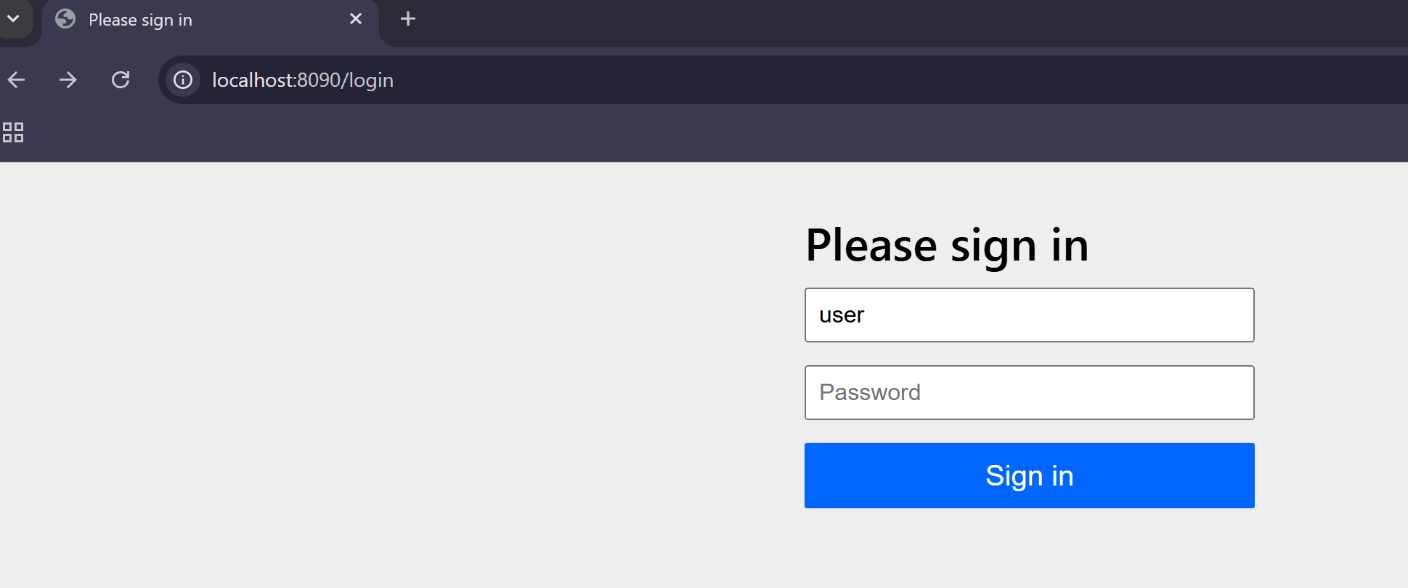 Please sign in
localhost:8090/login
Please sign in
user
Password
Sign in